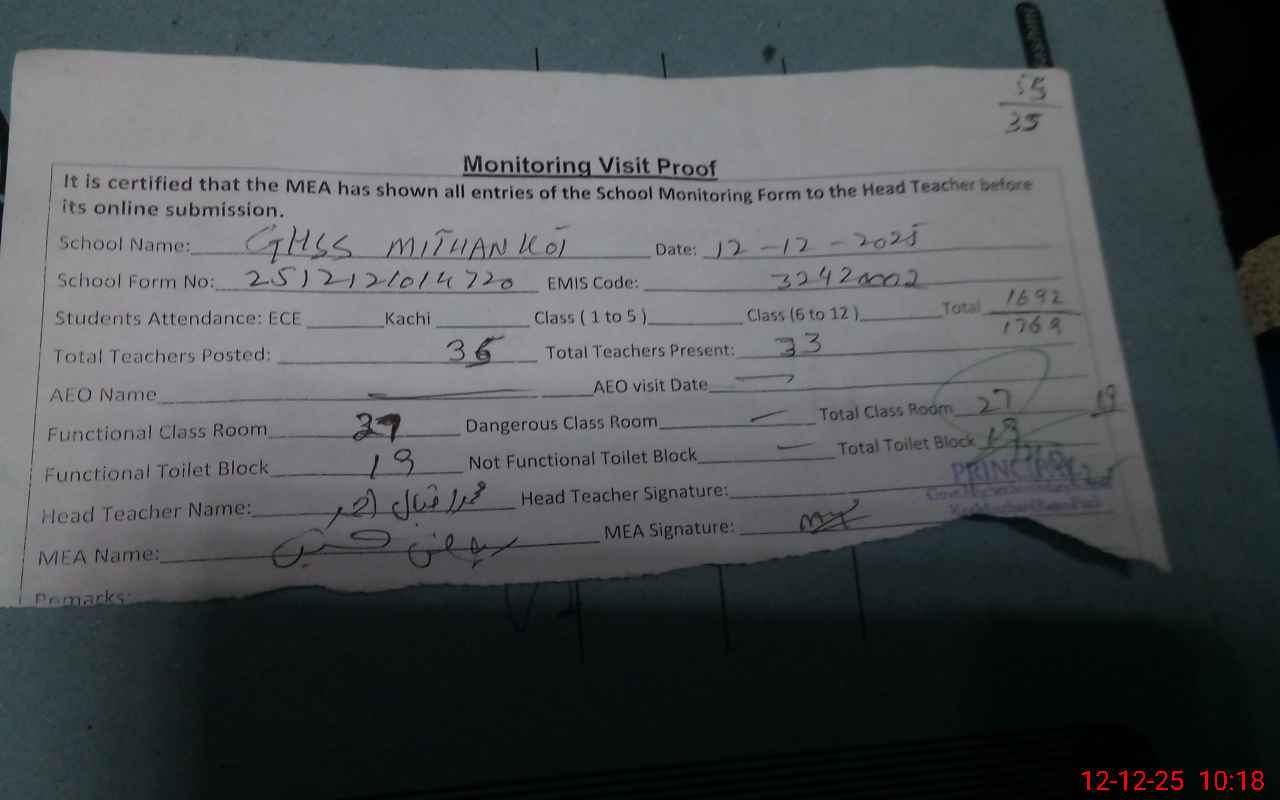 55
35
Monitoring Visit Proof
It is certified that the MEA has shown all entries of the School Monitoring Form to the Head Teacher before
its online submission.
School Name: GHSS MITHAN KOT Date: 12-12-2025
School Form No: 2512121014720 EMIS Code: 32420002
Students Attendance: ECE Kachi Class ( 1 to 5 ) Class (6 to 12 ) Total 1692
1769
Total Teachers Posted: 36 Total Teachers Present: 33
AEO Name AEO visit Date
Functional Class Room 27 Dangerous Class Room — Total Class Room 27 19
Functional Toilet Block 19 Not Functional Toilet Block — Total Toilet Block 19
PRINCIPAL
Head Teacher Name: Head Teacher Signature:
MEA Name: MEA Signature:
Remarks:
12-12-25 10:18